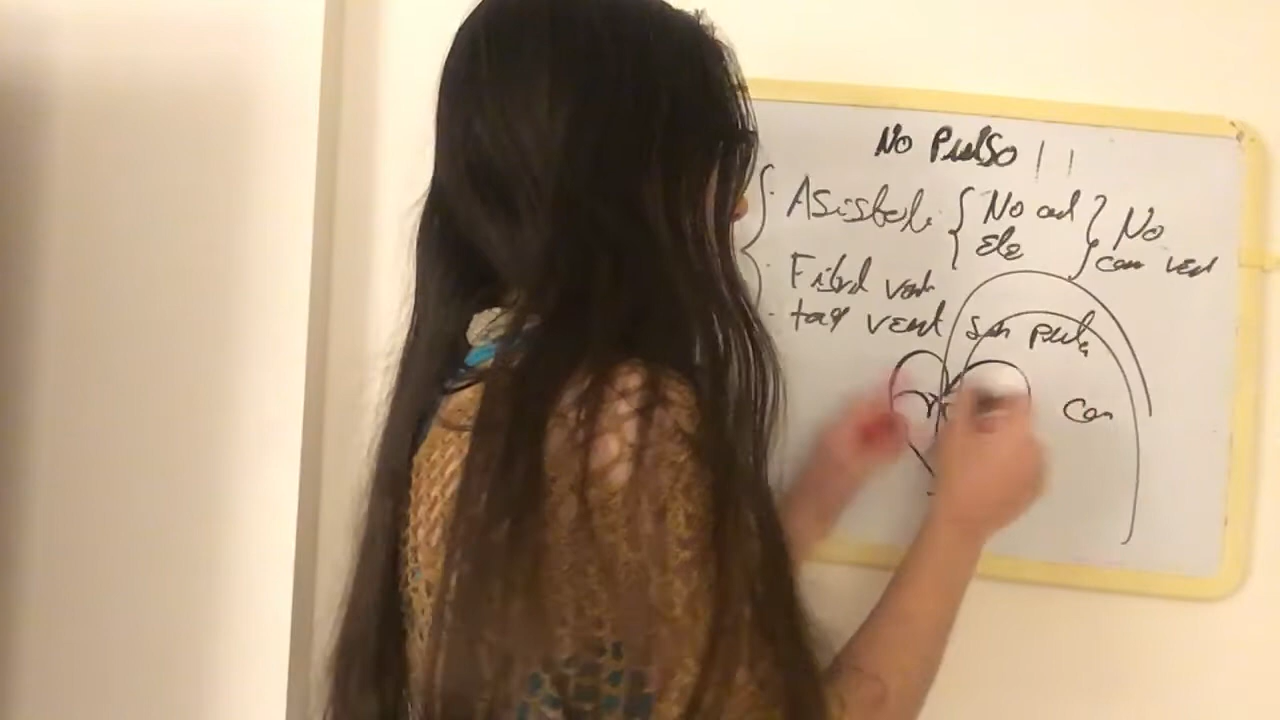 No Pulso !!
Asistole { No act } No
Ele con vent
Fibril vent
taq vent sin pulso
Con